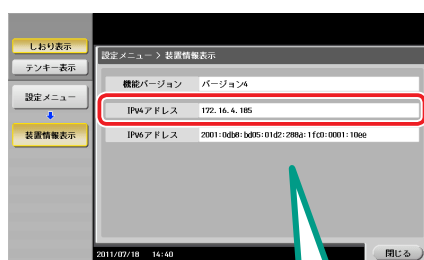 しおり表示
テンキー表示
設定メニュー
装置情報表示
設定メニュー > 装置情報表示
機能バージョン バージョン4
IPv4アドレス 172.16.4.185
IPv6アドレス 2001:0db8:bd05:01d2:288a:1fc0:0001:10ee
2011/07/18 14:40
閉じる